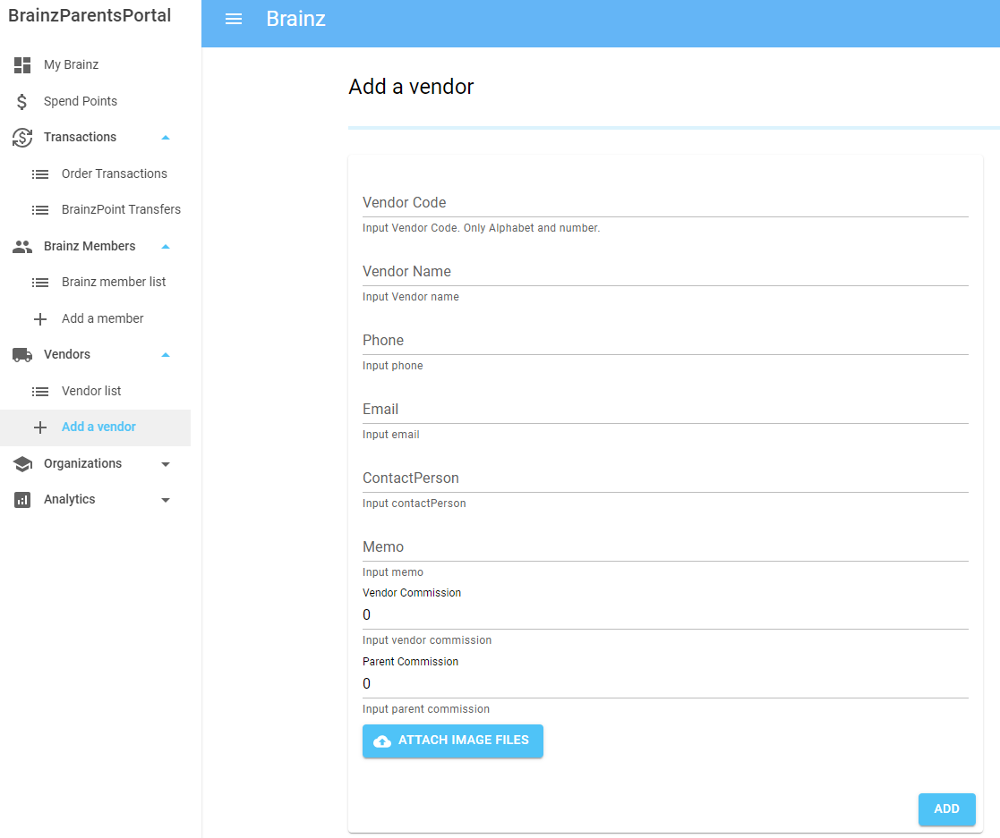 BrainzParentsPortal
Brainz
My Brainz
Spend Points
Transactions
Order Transactions
BrainzPoint Transfers
Brainz Members
Brainz member list
Add a member
Vendors
Vendor list
Add a vendor
Organizations
Analytics
Add a vendor
Vendor Code
Input Vendor Code. Only Alphabet and number.
Vendor Name
Input Vendor name
Phone
Input phone
Email
Input email
ContactPerson
Input contactPerson
Memo
Input memo
Vendor Commission
0
Input vendor commission
Parent Commission
0
Input parent commission
ATTACH IMAGE FILES
ADD